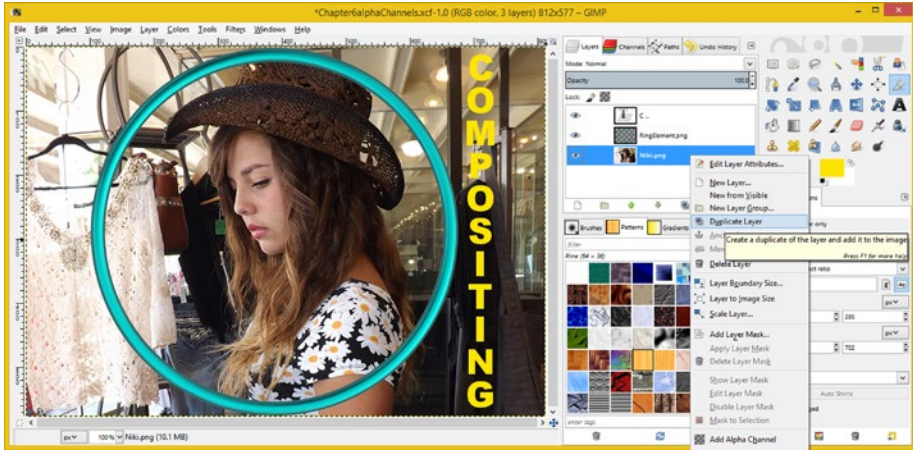 *Chapter6alphaChannels.xcf-1.0 (RGB color, 3 layers) 812x577 – GIMP
File Edit Select View Image Layer Colors Tools Filters Windows Help
COMPOSITING
px 100% Niki.png (10.1 MB)
Layers Channels Paths Undo History
Mode: Normal
Opacity 100.0
Lock:
C ..
RingElement.png
Niki.png
Brushes Patterns Gradients
filter
Pine (64 × 56)
enter tags
Edit Layer Attributes...
New Layer...
New from Visible
New Layer Group...
Duplicate Layer
Create a duplicate of the layer and add it to the image
Press F1 for more help
Delete Layer
Layer Boundary Size...
Layer to Image Size
Scale Layer...
Add Layer Mask...
Apply Layer Mask
Delete Layer Mask
Show Layer Mask
Edit Layer Mask
Disable Layer Mask
Mask to Selection
Add Alpha Channel
px
285
px
702
Auto Shrink